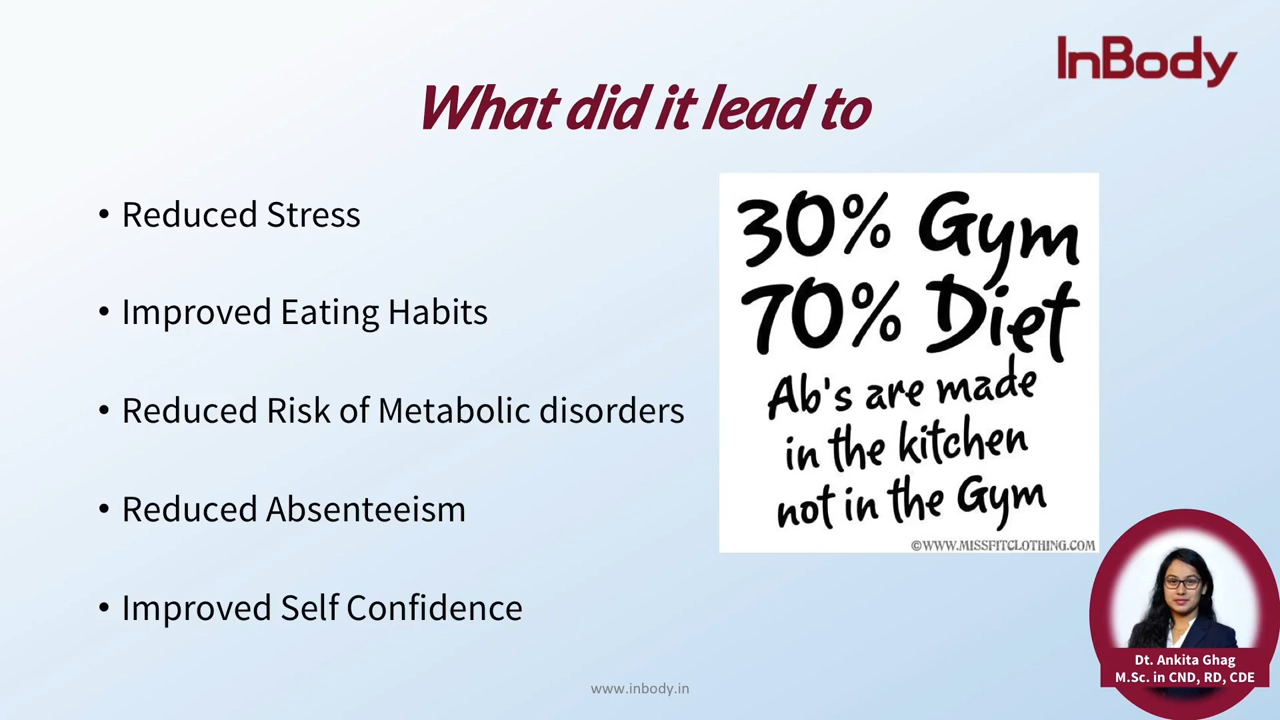 InBody
What did it lead to
• Reduced Stress
• Improved Eating Habits
• Reduced Risk of Metabolic disorders
• Reduced Absenteeism
• Improved Self Confidence
30% Gym
70% Diet
Ab's are made
in the kitchen
not in the Gym
©WWW.MISSFITCLOTHING.COM
Dt. Ankita Ghag
M.Sc. in CND, RD, CDE
www.inbody.in